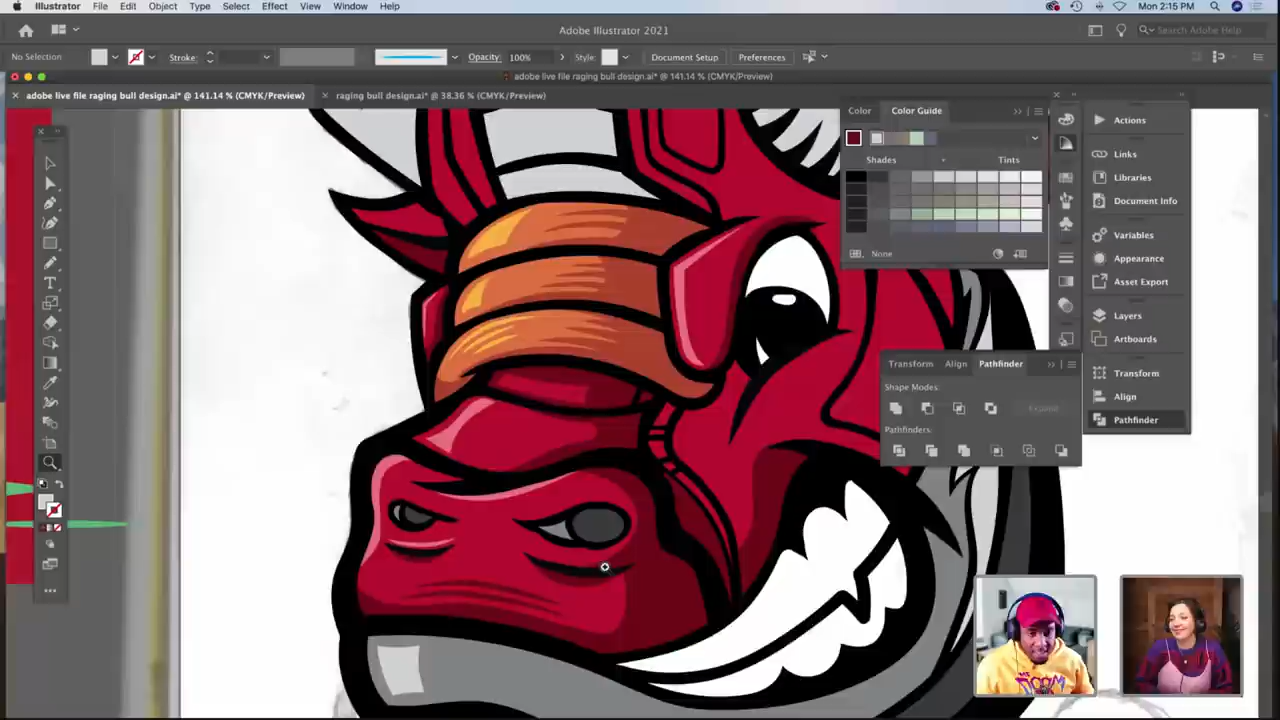 Illustrator File Edit Object Type Select Effect View Window Help Mon 2:15 PM
Adobe Illustrator 2021
Search Adobe Help
No Selection Stroke: Opacity: 100% Style: Document Setup Preferences
adobe live file raging bull design.ai* @ 141.14 % (CMYK/Preview)
adobe live file raging bull design.ai* @ 141.14 % (CMYK/Preview) raging bull design.ai* @ 38.36 % (CMYK/Preview)
Color Color Guide
Shades Tints
None
Actions
Links
Libraries
Document Info
Variables
Appearance
Asset Export
Layers
Artboards
Transform
Align
Pathfinder
Transform Align Pathfinder
Shape Modes:
Expand
Pathfinders:
DOOM